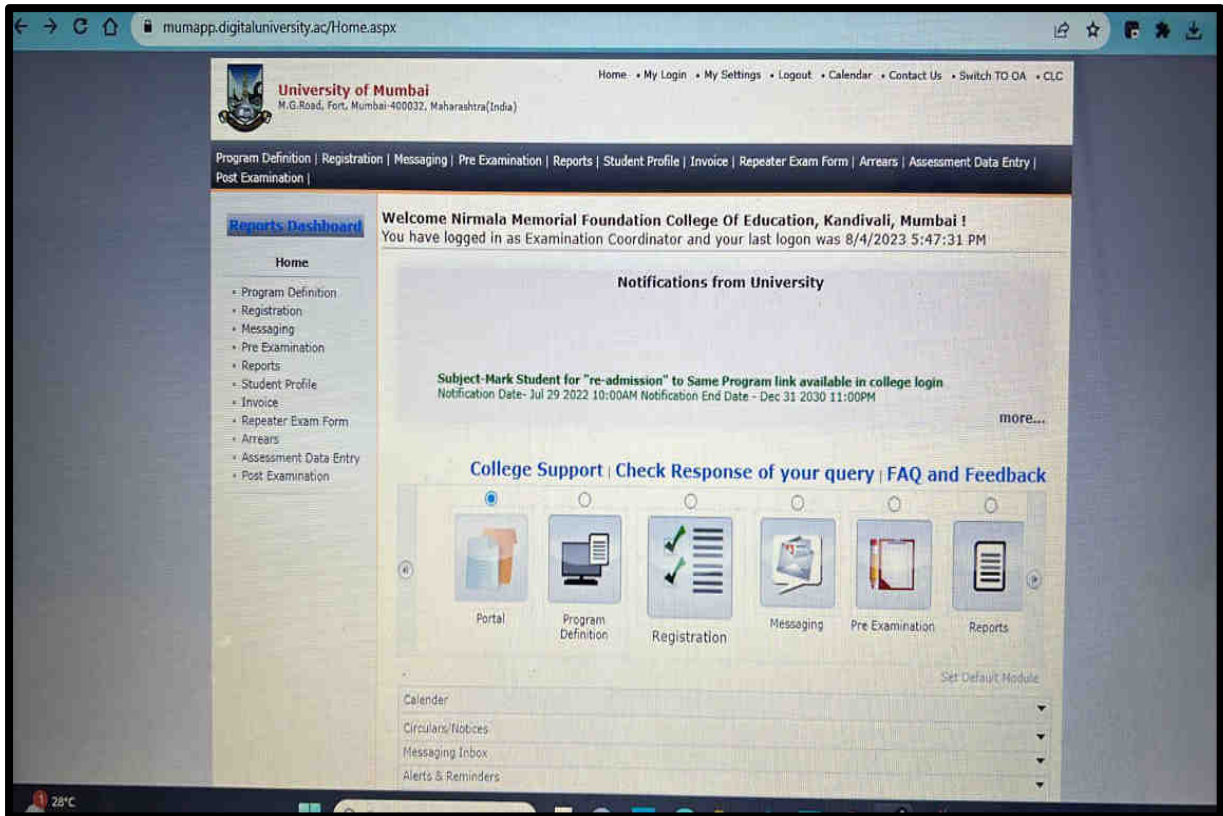 mumapp.digitaluniversity.ac/Home.aspx
Home • My Login • My Settings • Logout • Calendar • Contact Us • Switch TO OA • CLC
University of Mumbai
M.G.Road, Fort, Mumbai-400032, Maharashtra(India)
Program Definition | Registration | Messaging | Pre Examination | Reports | Student Profile | Invoice | Repeater Exam Form | Arrears | Assessment Data Entry |
Post Examination |
Reports Dashboard
Home
Program Definition
Registration
Messaging
Pre Examination
Reports
Student Profile
Invoice
Repeater Exam Form
Arrears
Assessment Data Entry
Post Examination
Welcome Nirmala Memorial Foundation College Of Education, Kandivali, Mumbai !
You have logged in as Examination Coordinator and your last logon was 8/4/2023 5:47:31 PM
Notifications from University
Subject-Mark Student for "re-admission" to Same Program link available in college login
Notification Date- Jul 29 2022 10:00AM Notification End Date - Dec 31 2030 11:00PM
more...
College Support | Check Response of your query | FAQ and Feedback
Portal
Program
Definition
Registration
Messaging
Pre Examination
Reports
Set Default Module
Calender
Circulars/Notices
Messaging Inbox
Alerts & Reminders
1
28°C